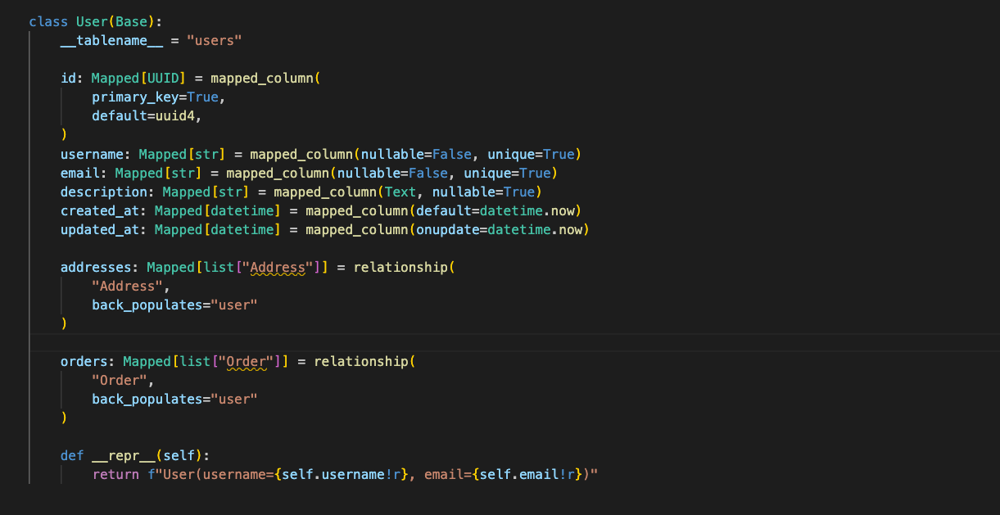 class User(Base):
    __tablename__ = "users"

    id: Mapped[UUID] = mapped_column(
        primary_key=True,
        default=uuid4,
    )
    username: Mapped[str] = mapped_column(nullable=False, unique=True)
    email: Mapped[str] = mapped_column(nullable=False, unique=True)
    description: Mapped[str] = mapped_column(Text, nullable=True)
    created_at: Mapped[datetime] = mapped_column(default=datetime.now)
    updated_at: Mapped[datetime] = mapped_column(onupdate=datetime.now)

    addresses: Mapped[list["Address"]] = relationship(
        "Address",
        back_populates="user"
    )

    orders: Mapped[list["Order"]] = relationship(
        "Order",
        back_populates="user"
    )

    def __repr__(self):
        return f"User(username={self.username!r}, email={self.email!r})"